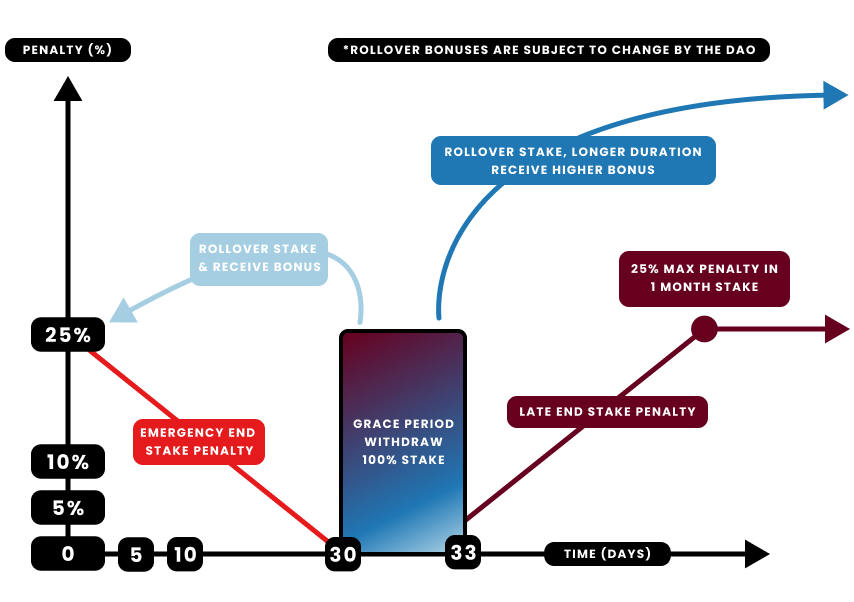 PENALTY (%)
*ROLLOVER BONUSES ARE SUBJECT TO CHANGE BY THE DAO
ROLLOVER STAKE, LONGER DURATION
RECEIVE HIGHER BONUS
ROLLOVER STAKE
& RECEIVE BONUS
25% MAX PENALTY IN
1 MONTH STAKE
25%
LATE END STAKE PENALTY
EMERGENCY END
STAKE PENALTY
GRACE PERIOD
WITHDRAW
100% STAKE
10%
5%
0
5
10
30
33
TIME (DAYS)